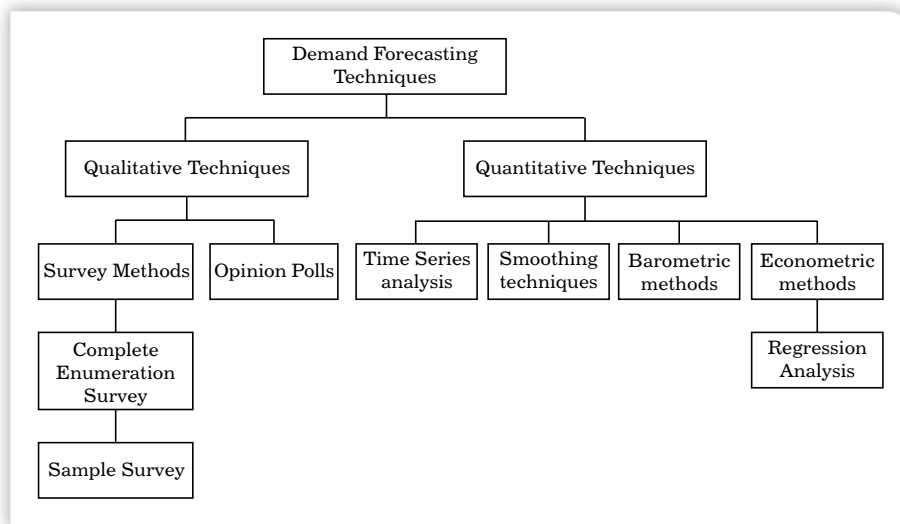 Demand Forecasting
Techniques
Qualitative Techniques
Quantitative Techniques
Survey Methods
Opinion Polls
Time Series
analysis
Smoothing
techniques
Barometric
methods
Econometric
methods
Complete
Enumeration
Survey
Regression
Analysis
Sample Survey